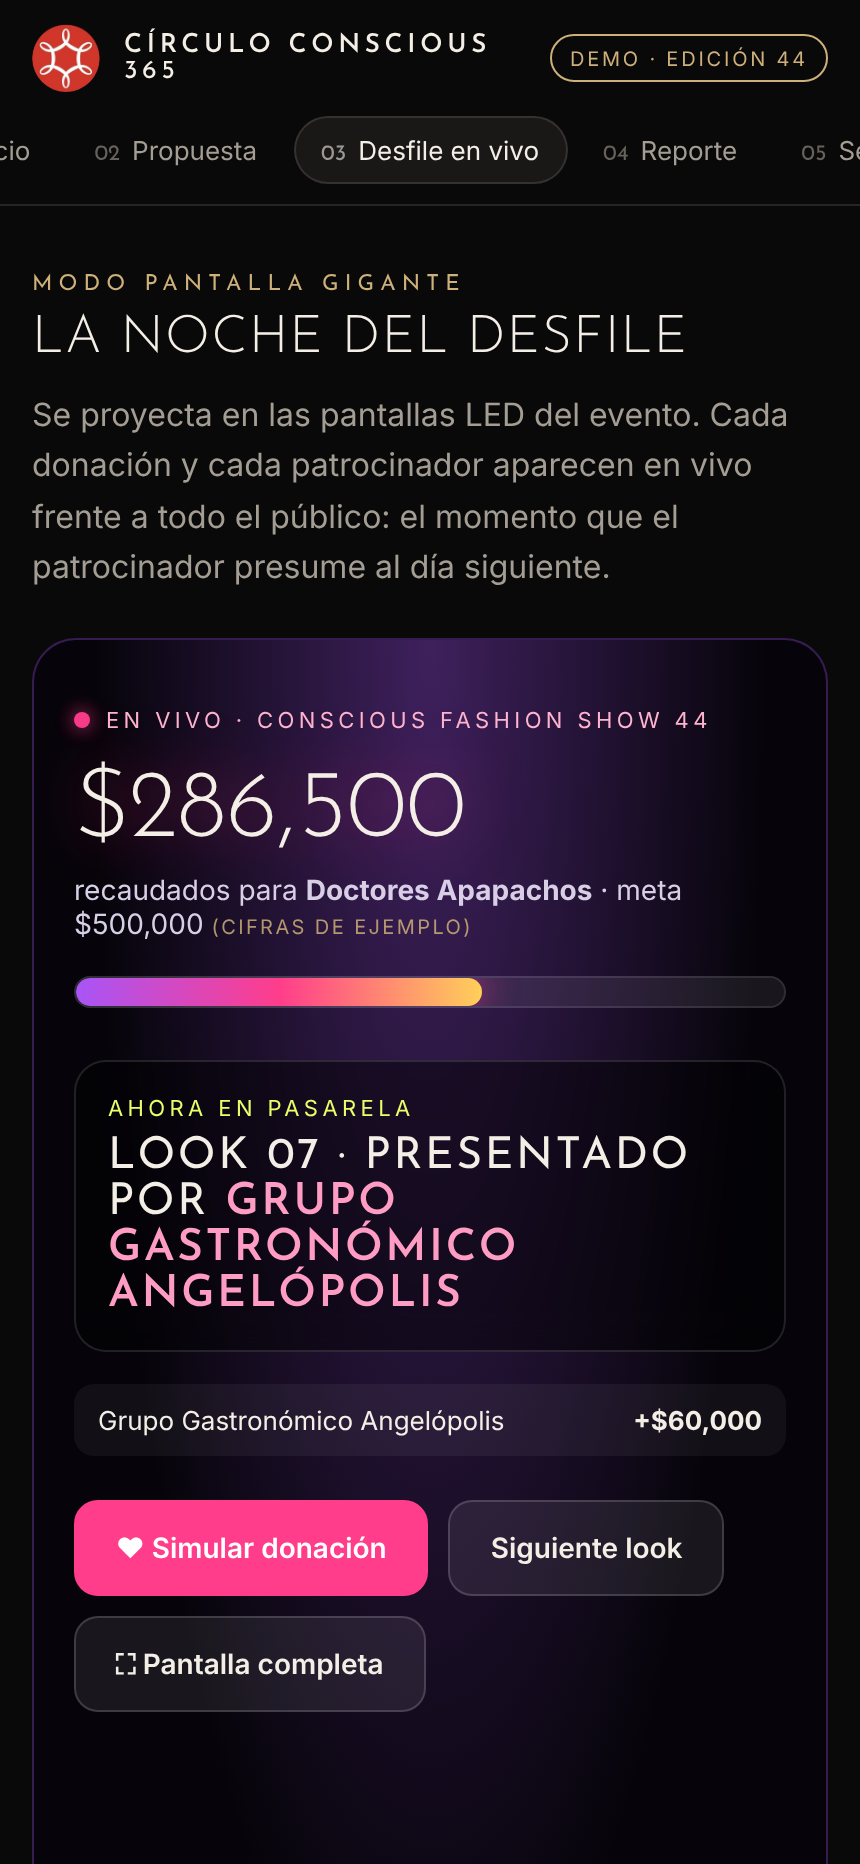 CÍRCULO CONSCIOUS
365
DEMO · EDICIÓN 44
cio
02 Propuesta
03 Desfile en vivo
04 Reporte
05 Se
MODO PANTALLA GIGANTE
LA NOCHE DEL DESFILE
Se proyecta en las pantallas LED del evento. Cada
donación y cada patrocinador aparecen en vivo
frente a todo el público: el momento que el
patrocinador presume al día siguiente.
EN VIVO · CONSCIOUS FASHION SHOW 44
$286,500
recaudados para Doctores Apapachos · meta
$500,000 (CIFRAS DE EJEMPLO)
AHORA EN PASARELA
LOOK 07 · PRESENTADO
POR GRUPO
GASTRONÓMICO
ANGELÓPOLIS
Grupo Gastronómico Angelópolis +$60,000
♥ Simular donación
Siguiente look
⛶ Pantalla completa